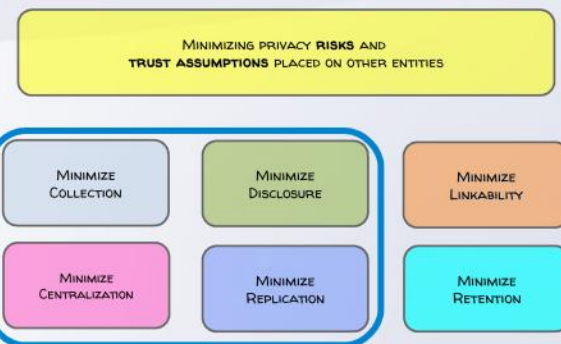 MINIMIZING PRIVACY RISKS AND
TRUST ASSUMPTIONS PLACED ON OTHER ENTITIES
MINIMIZE
COLLECTION
MINIMIZE
DISCLOSURE
MINIMIZE
LINKABILITY
MINIMIZE
CENTRALIZATION
MINIMIZE
REPLICATION
MINIMIZE
RETENTION